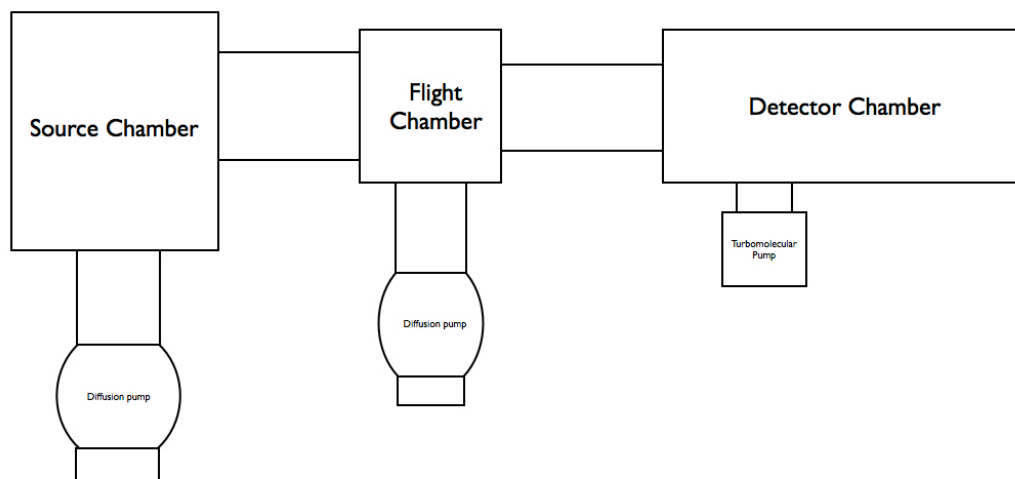 Source Chamber
Flight
Chamber
Detector Chamber
Turbomolecular
Pump
Diffusion pump
Diffusion pump